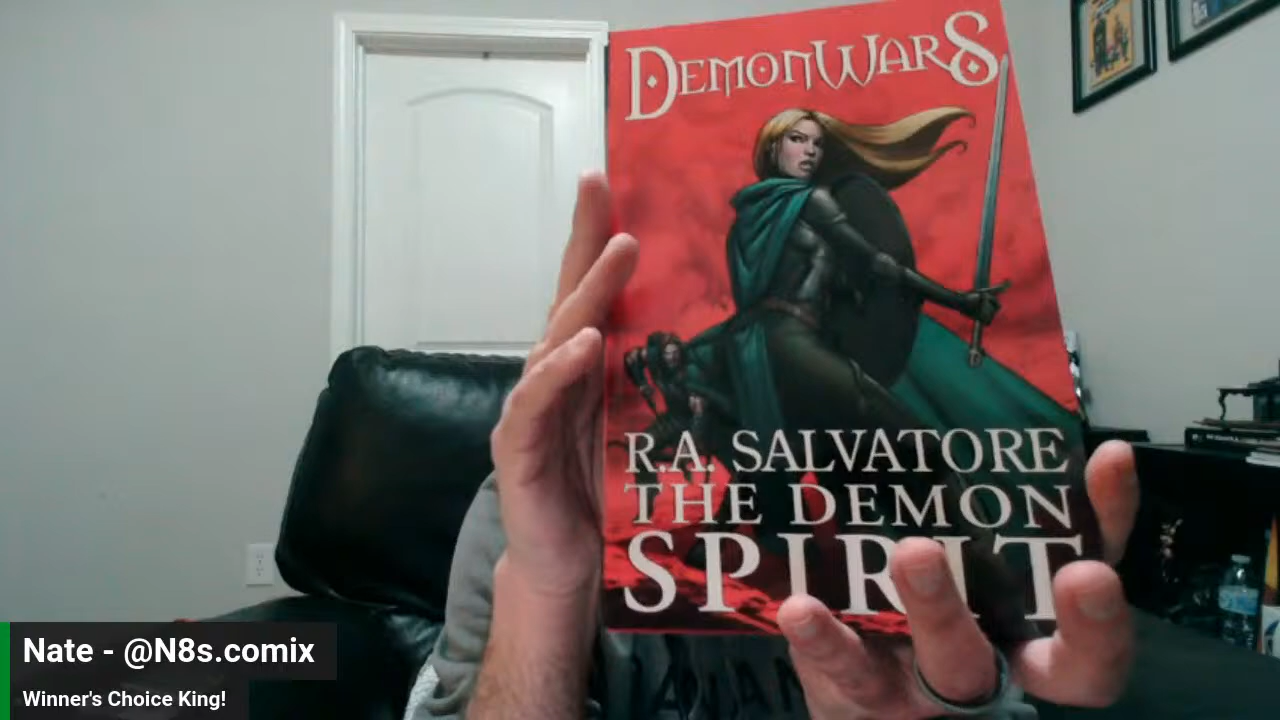 DEMONWARS
R.A. SALVATORE
THE DEMON
SPIRIT
Nate - @N8s.comix
Winner's Choice King!